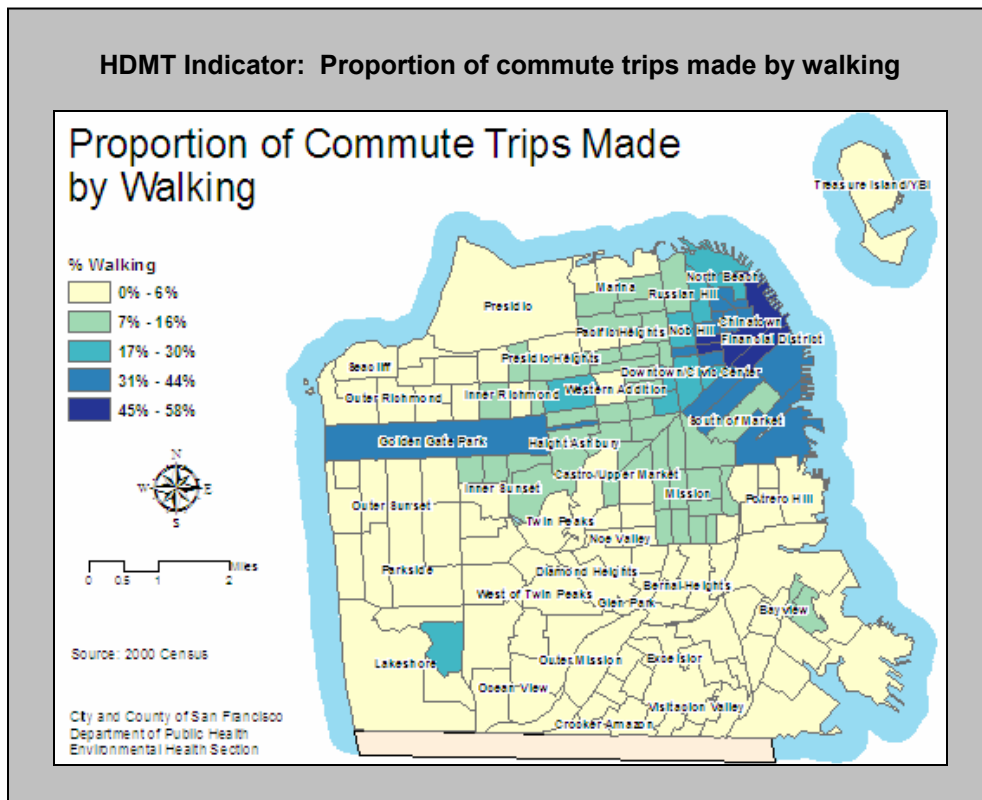 HDMT Indicator: Proportion of commute trips made by walking
Proportion of Commute Trips Made
by Walking
Treasure Island/YBI
% Walking
0% - 6%
7% - 16%
17% - 30%
31% - 44%
45% - 58%
North Beach
Marina
Russian Hill
Presidio
Chinatown
Pacific Heights
Nob Hill
Financial District
Presidio Heights
Seacliff
Downtown/Civic Center
Western Addition
Inner Richmond
Outer Richmond
South of Market
Golden Gate Park
Haight Ashbury
Castro/Upper Market
Inner Sunset
Mission
Potrero Hill
Outer Sunset
Twin Peaks
Noe Valley
N
W
E
S
Miles
0 0.5 1 2
Parkside
Diamond Heights
Bernal Heights
West of Twin Peaks
Glen Park
Bayview
Source: 2000 Census
Lakeshore
Outer Mission
Excelsior
Ocean View
Visitacion Valley
Crocker Amazon
City and County of San Francisco
Department of Public Health
Environmental Health Section